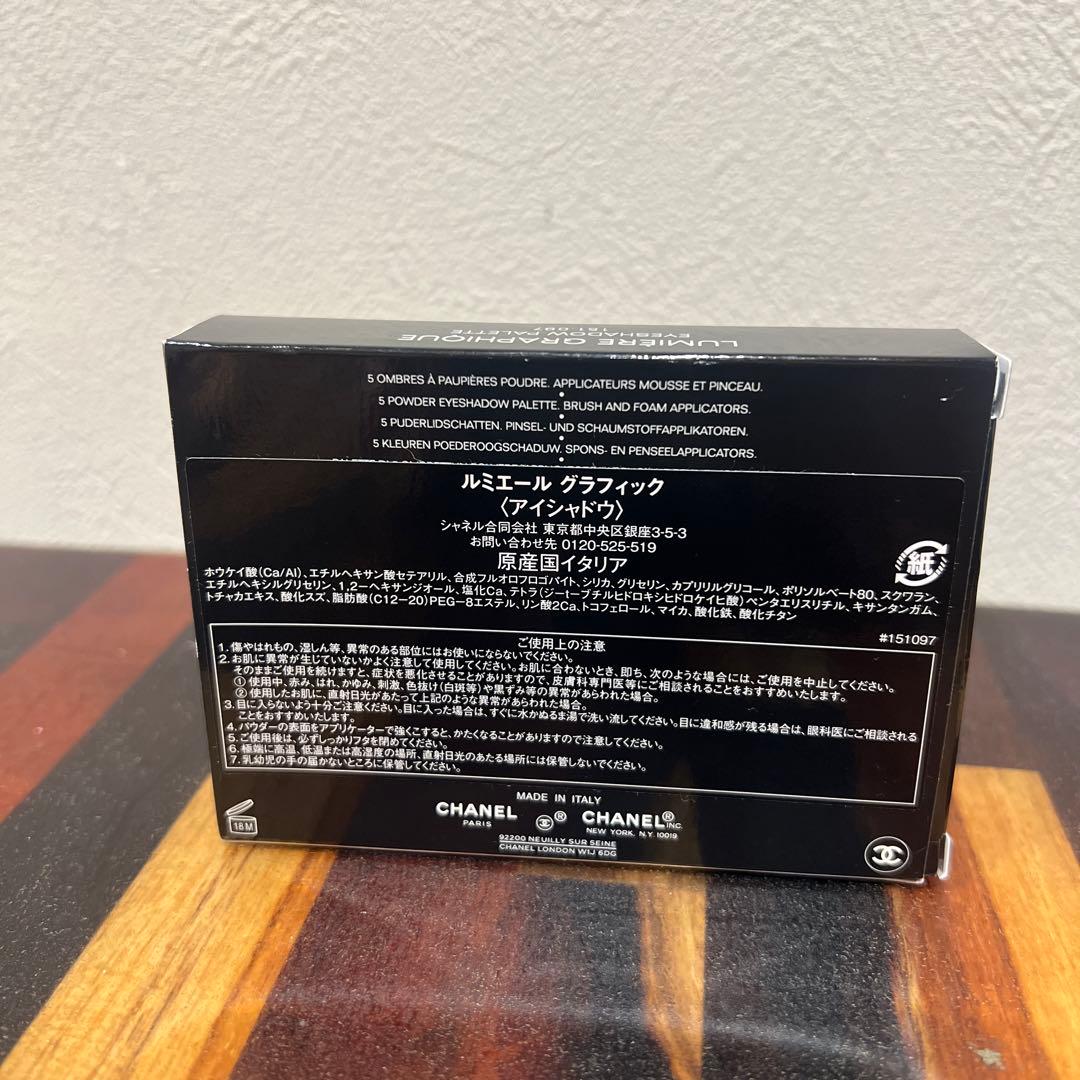 LUMIÈRE GRAPHIQUE
EYESHADOW PALETTE
151 097
5 OMBRES À PAUPIÈRES POUDRE. APPLICATEURS MOUSSE ET PINCEAU.
5 POWDER EYESHADOW PALETTE. BRUSH AND FOAM APPLICATORS.
5 PUDERLIDSCHATTEN. PINSEL- UND SCHAUMSTOFFAPPLIKATOREN.
5 KLEUREN POEDEROOGSCHADUW. SPONS- EN PENSEELAPPLICATORS.
ルミエール グラフィック
〈アイシャドウ〉
シャネル合同会社 東京都中央区銀座3-5-3
お問い合わせ先 0120-525-519
原産国イタリア
紙
ホウケイ酸(Ca/Al)、エチルヘキサン酸セテアリル、合成フルオロフロゴパイト、シリカ、グリセリン、カプリリルグリコール、ポリソルベート80、スクワラン、
エチルヘキシルグリセリン、1,2-ヘキサンジオール、塩化Ca、テトラ(ジ-t-ブチルヒドロキシヒドロケイヒ酸)ペンタエリスリチル、キサンタンガム、
トチャカエキス、酸化スズ、脂肪酸(C12-20)PEG-8エステル、リン酸2Ca、トコフェロール、マイカ、酸化鉄、酸化チタン
#151097
ご使用上の注意
1. 傷やはれもの、湿しん等、異常のある部位にはお使いにならないでください。
2. お肌に異常が生じていないかよく注意して使用してください。お肌に合わないとき、即ち、次のような場合には、ご使用を中止してください。
そのままご使用を続けますと、症状を悪化させることがありますので、皮膚科専門医等にご相談されることをおすすめいたします。
① 使用中、赤み、はれ、かゆみ、刺激、色抜け(白斑等)や黒ずみ等の異常があらわれた場合。
② 使用したお肌に、直射日光があたって上記のような異常があらわれた場合。
3. 目に入らないよう十分ご注意ください。目に入った場合は、すぐに水かぬるま湯で洗い流してください。目に違和感が残る場合は、眼科医にご相談される
ことをおすすめいたします。
4. パウダーの表面をアプリケーターで強くこすると、かたくなることがありますので注意してください。
5. ご使用後は、必ずしっかりフタを閉めてください。
6. 極端に高温、低温または高湿度の場所、直射日光のあたる場所には保管しないでください。
7. 乳幼児の手の届かないところに保管してください。
18M
MADE IN ITALY
CHANEL
PARIS
®
CHANEL® INC.
NEW YORK, N.Y. 10019
92200 NEUILLY SUR SEINE
CHANEL LONDON W1J 6DG